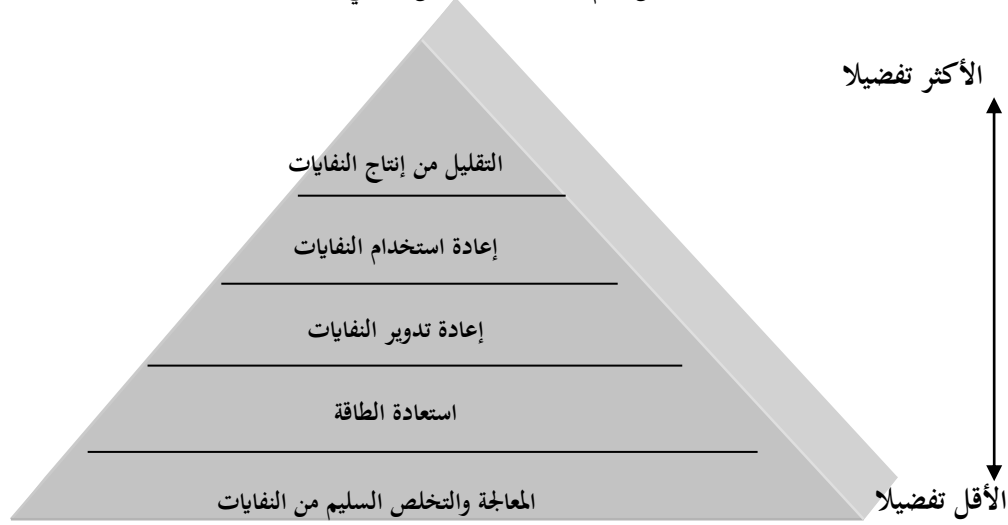 الأكثر تفضيلا
التقليل من إنتاج النفايات
إعادة استخدام النفايات
إعادة تدوير النفايات
استعادة الطاقة
المعالجة والتخلص السليم من النفايات
الأقل تفضيلا